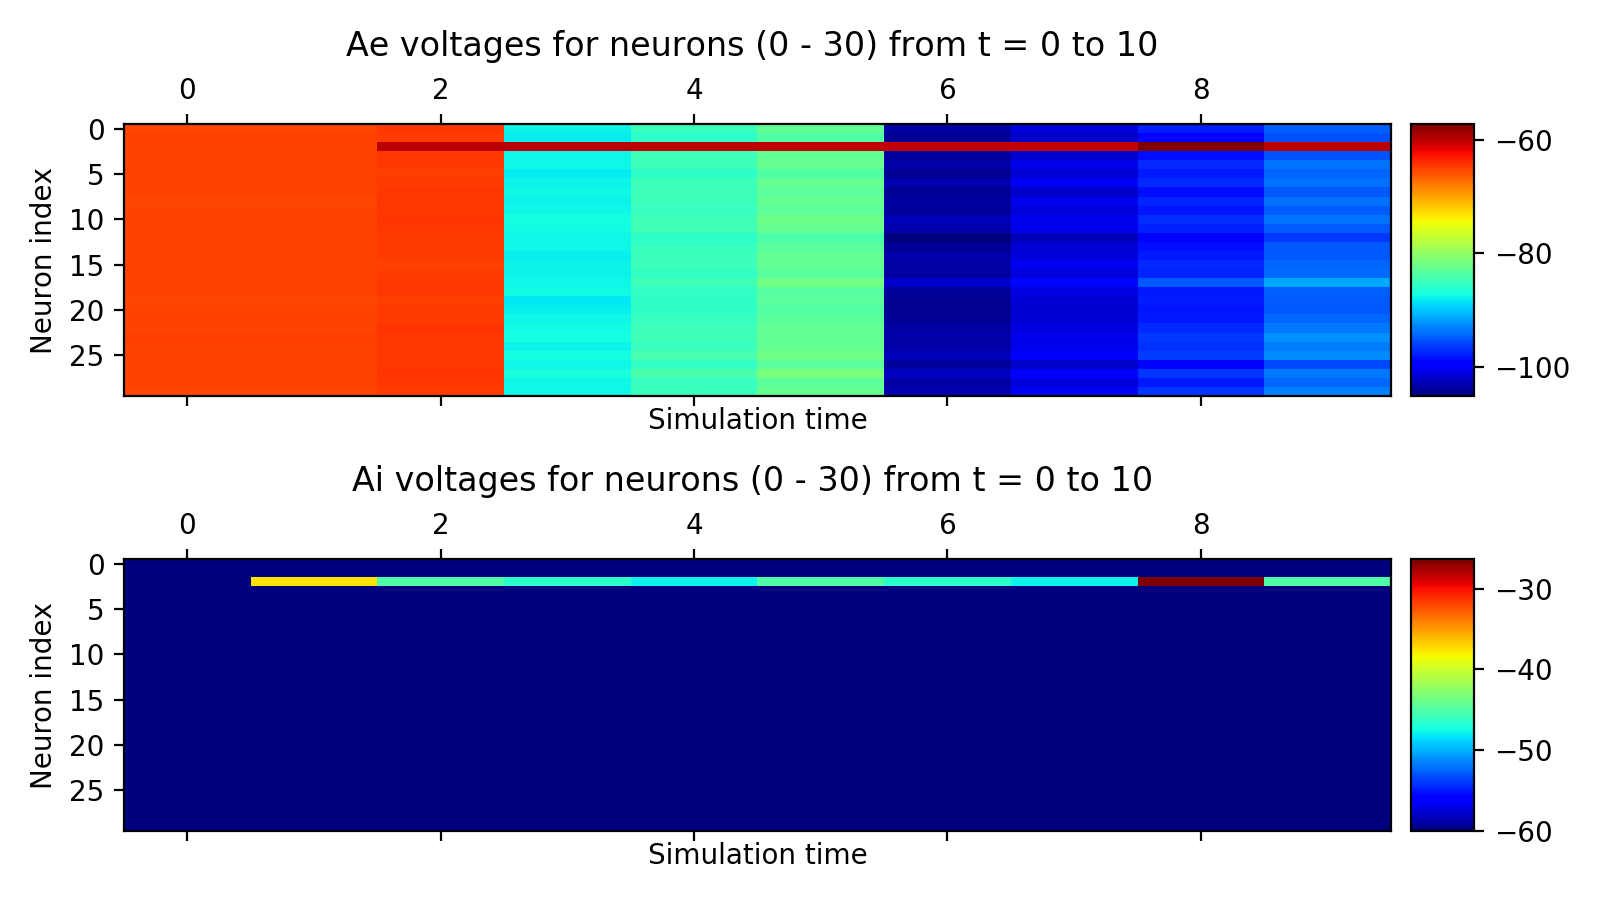 Ae voltages for neurons (0 - 30) from t = 0 to 10
0 2 4 6 8
0
5
10
15
20
25
Neuron index
Simulation time
−60
−80
−100
Ai voltages for neurons (0 - 30) from t = 0 to 10
0 2 4 6 8
0
5
10
15
20
25
Neuron index
Simulation time
−30
−40
−50
−60